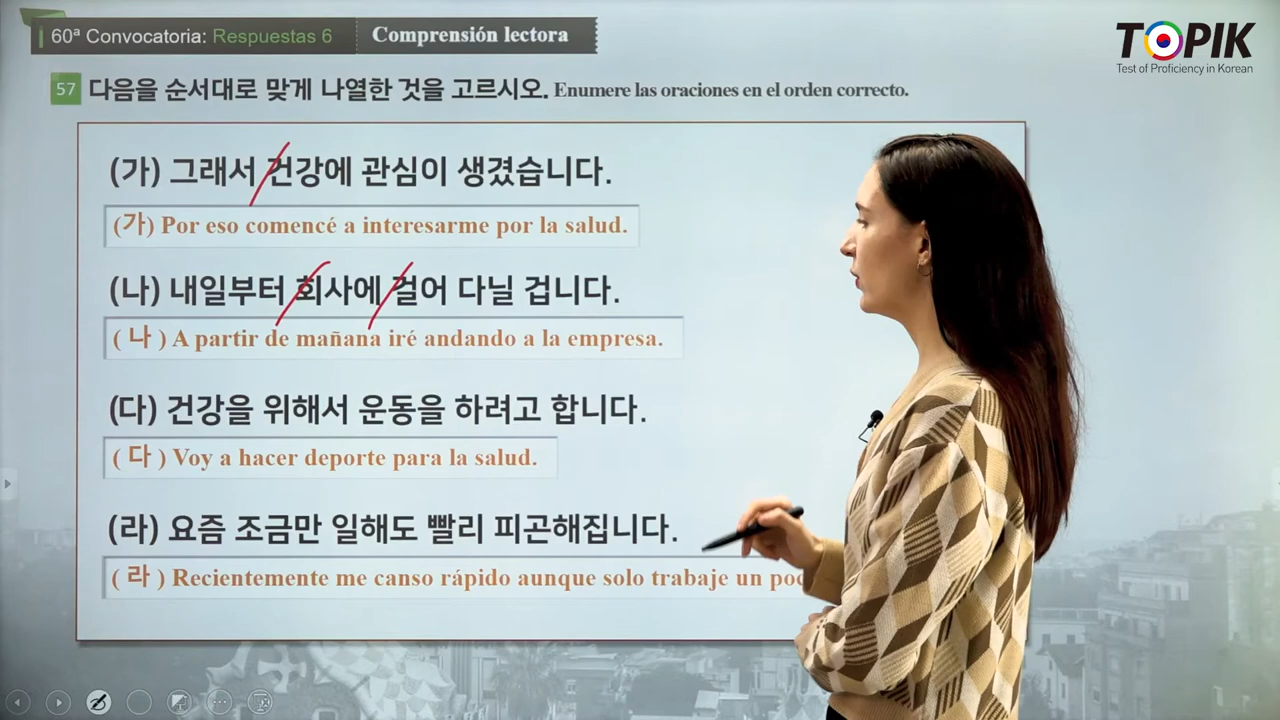 60ª Convocatoria: Respuestas 6 Comprensión lectora
TOPIK
Test of Proficiency in Korean
57 다음을 순서대로 맞게 나열한 것을 고르시오. Enumere las oraciones en el orden correcto.
(가) 그래서 건강에 관심이 생겼습니다.
(가) Por eso comencé a interesarme por la salud.
(나) 내일부터 회사에 걸어 다닐 겁니다.
( 나 ) A partir de mañana iré andando a la empresa.
(다) 건강을 위해서 운동을 하려고 합니다.
( 다 ) Voy a hacer deporte para la salud.
(라) 요즘 조금만 일해도 빨리 피곤해집니다.
( 라 ) Recientemente me canso rápido aunque solo trabaje un